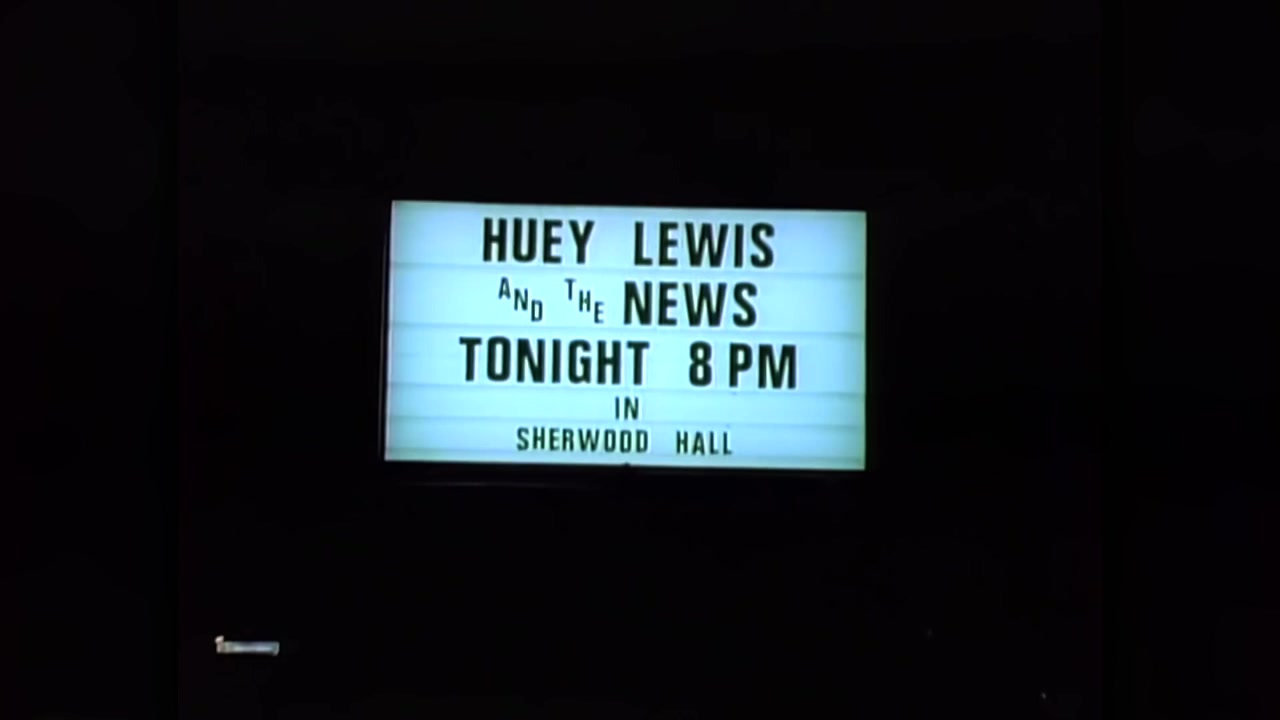 HUEY LEWIS
AND THE NEWS
TONIGHT 8 PM
IN
SHERWOOD HALL